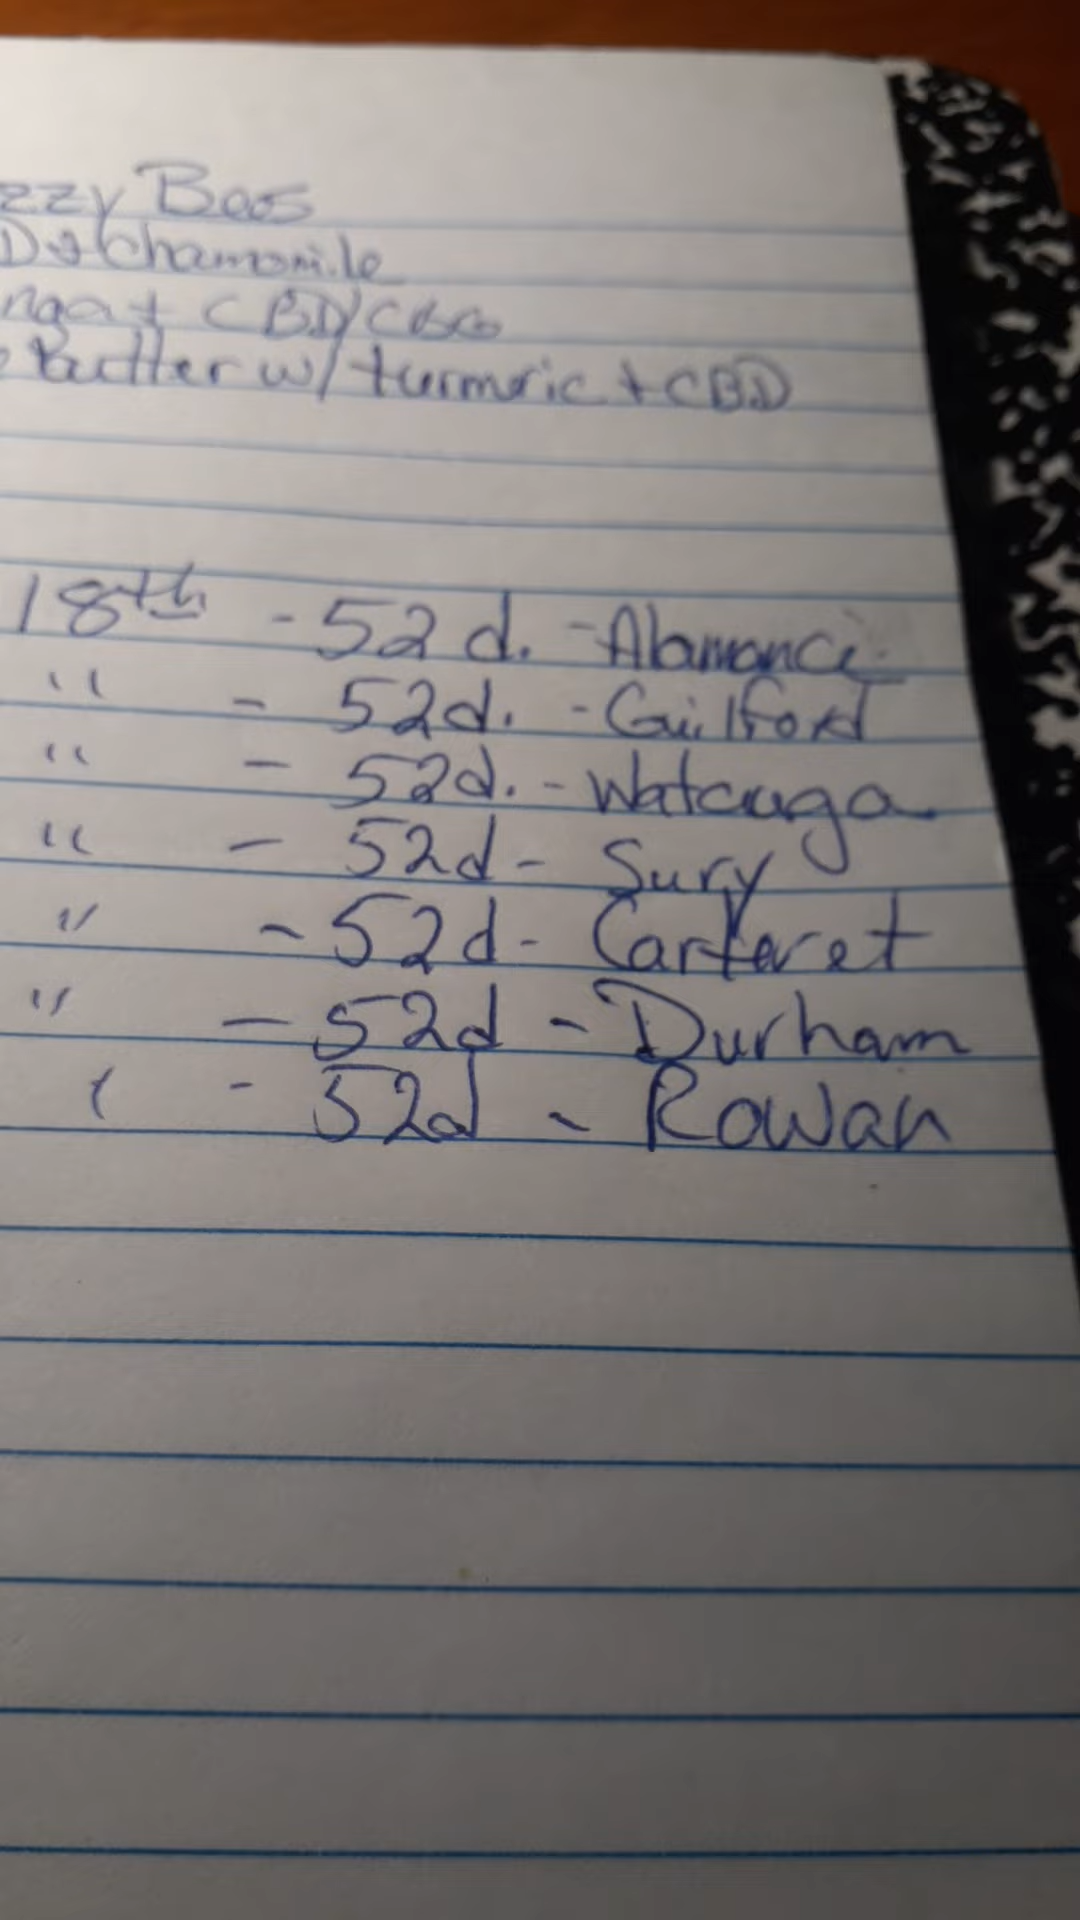 zzy Bees
D + Chamomile
nga + CBD/CBG
Butter w/ turmeric + CBD
18th - 52 d. - Alamance
" - 52d. - Guilford
" - 52d. - Watauga
" - 52d - Surry
" - 52d - Carteret
" - 52d - Durham
' - 52d - Rowan